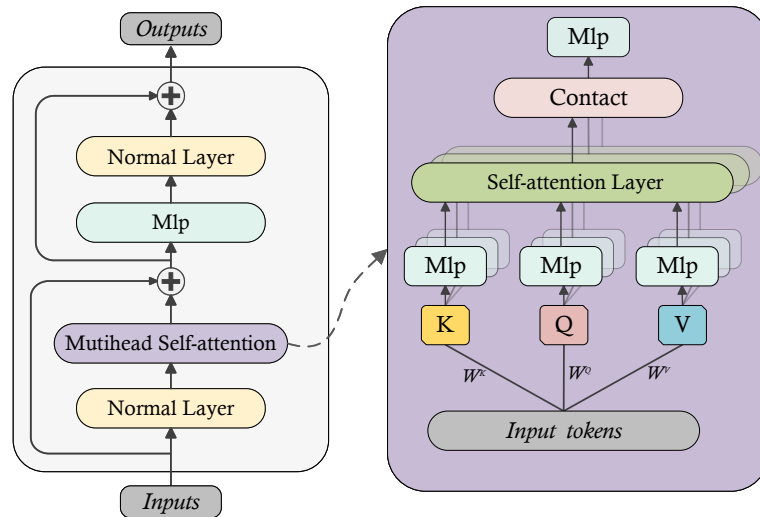 Outputs
Normal Layer
Mlp
Mutihead Self-attention
Normal Layer
Inputs
Mlp
Contact
Self-attention Layer
Mlp Mlp Mlp
K Q V
W^K W^Q W^V
Input tokens